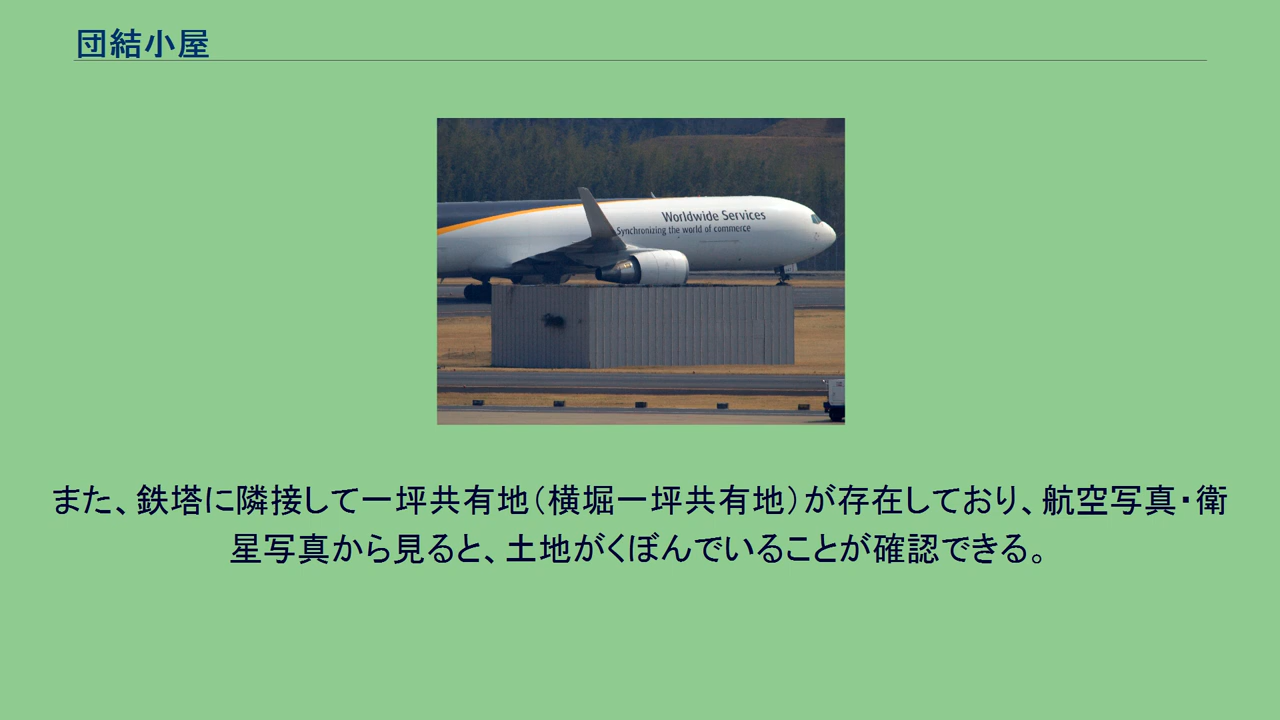 団結小屋
Worldwide Services
Synchronizing the world of commerce
また、鉄塔に隣接して一坪共有地（横堀一坪共有地）が存在しており、航空写真・衛
星写真から見ると、土地がくぼんでいることが確認できる。